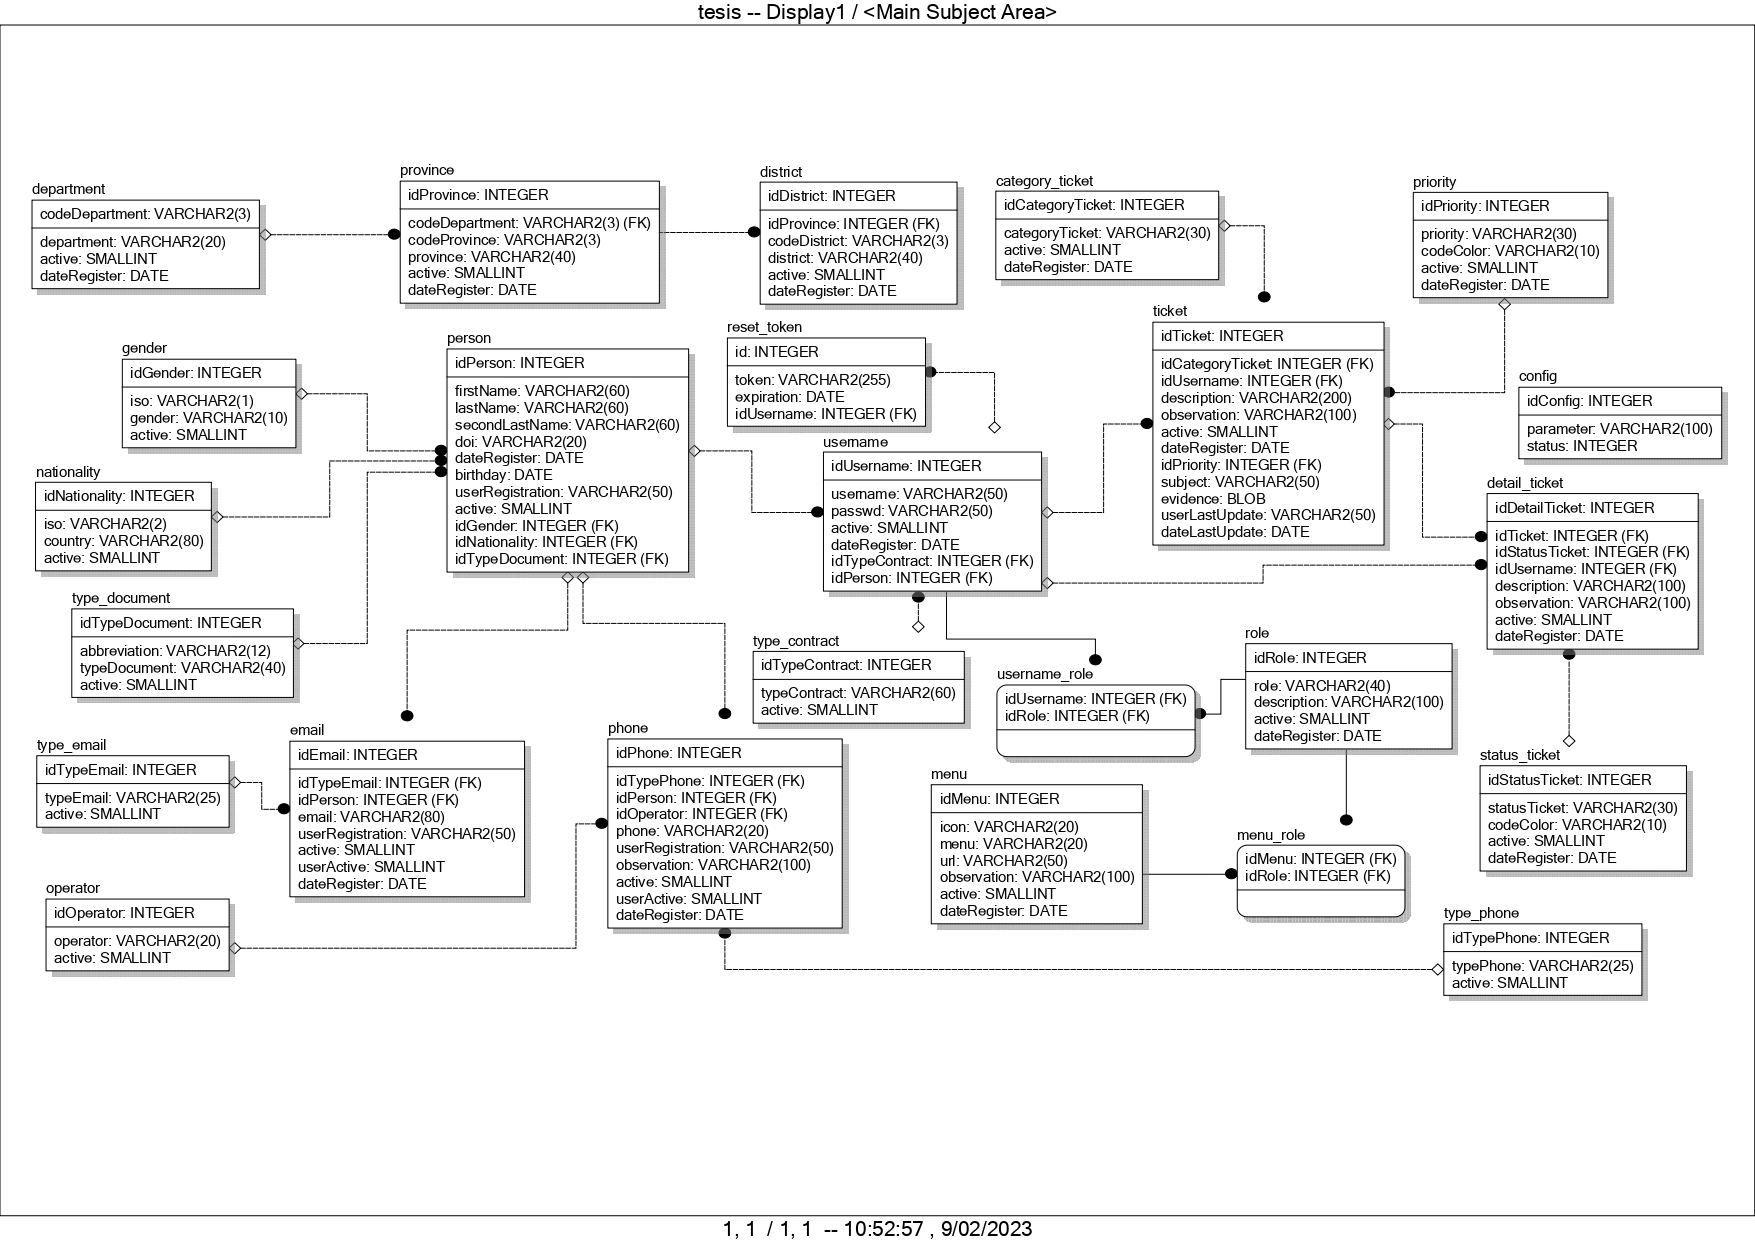 tesis -- Display1 / <Main Subject Area>
department
codeDepartment: VARCHAR2(3)
department: VARCHAR2(20)
active: SMALLINT
dateRegister: DATE
province
idProvince: INTEGER
codeDepartment: VARCHAR2(3) (FK)
codeProvince: VARCHAR2(3)
province: VARCHAR2(40)
active: SMALLINT
dateRegister: DATE
district
idDistrict: INTEGER
idProvince: INTEGER (FK)
codeDistrict: VARCHAR2(3)
district: VARCHAR2(40)
active: SMALLINT
dateRegister: DATE
category_ticket
idCategoryTicket: INTEGER
categoryTicket: VARCHAR2(30)
active: SMALLINT
dateRegister: DATE
priority
idPriority: INTEGER
priority: VARCHAR2(30)
codeColor: VARCHAR2(10)
active: SMALLINT
dateRegister: DATE
gender
idGender: INTEGER
iso: VARCHAR2(1)
gender: VARCHAR2(10)
active: SMALLINT
person
idPerson: INTEGER
firstName: VARCHAR2(60)
lastName: VARCHAR2(60)
secondLastName: VARCHAR2(60)
doi: VARCHAR2(20)
dateRegister: DATE
birthday: DATE
userRegistration: VARCHAR2(50)
active: SMALLINT
idGender: INTEGER (FK)
idNationality: INTEGER (FK)
idTypeDocument: INTEGER (FK)
reset_token
id: INTEGER
token: VARCHAR2(255)
expiration: DATE
idUsername: INTEGER (FK)
ticket
idTicket: INTEGER
idCategoryTicket: INTEGER (FK)
idUsername: INTEGER (FK)
description: VARCHAR2(200)
observation: VARCHAR2(100)
active: SMALLINT
dateRegister: DATE
idPriority: INTEGER (FK)
subject: VARCHAR2(50)
evidence: BLOB
userLastUpdate: VARCHAR2(50)
dateLastUpdate: DATE
config
idConfig: INTEGER
parameter: VARCHAR2(100)
status: INTEGER
nationality
idNationality: INTEGER
iso: VARCHAR2(2)
country: VARCHAR2(80)
active: SMALLINT
username
idUsername: INTEGER
username: VARCHAR2(50)
passwd: VARCHAR2(50)
active: SMALLINT
dateRegister: DATE
idTypeContract: INTEGER (FK)
idPerson: INTEGER (FK)
detail_ticket
idDetailTicket: INTEGER
idTicket: INTEGER (FK)
idStatusTicket: INTEGER (FK)
idUsername: INTEGER (FK)
description: VARCHAR2(100)
observation: VARCHAR2(100)
active: SMALLINT
dateRegister: DATE
type_document
idTypeDocument: INTEGER
abbreviation: VARCHAR2(12)
typeDocument: VARCHAR2(40)
active: SMALLINT
type_contract
idTypeContract: INTEGER
typeContract: VARCHAR2(60)
active: SMALLINT
username_role
idUsername: INTEGER (FK)
idRole: INTEGER (FK)
role
idRole: INTEGER
role: VARCHAR2(40)
description: VARCHAR2(100)
active: SMALLINT
dateRegister: DATE
type_email
idTypeEmail: INTEGER
typeEmail: VARCHAR2(25)
active: SMALLINT
email
idEmail: INTEGER
idTypeEmail: INTEGER (FK)
idPerson: INTEGER (FK)
email: VARCHAR2(80)
userRegistration: VARCHAR2(50)
active: SMALLINT
userActive: SMALLINT
dateRegister: DATE
phone
idPhone: INTEGER
idTypePhone: INTEGER (FK)
idPerson: INTEGER (FK)
idOperator: INTEGER (FK)
phone: VARCHAR2(20)
userRegistration: VARCHAR2(50)
observation: VARCHAR2(100)
active: SMALLINT
userActive: SMALLINT
dateRegister: DATE
menu
idMenu: INTEGER
icon: VARCHAR2(20)
menu: VARCHAR2(20)
url: VARCHAR2(50)
observation: VARCHAR2(100)
active: SMALLINT
dateRegister: DATE
menu_role
idMenu: INTEGER (FK)
idRole: INTEGER (FK)
status_ticket
idStatusTicket: INTEGER
statusTicket: VARCHAR2(30)
codeColor: VARCHAR2(10)
active: SMALLINT
dateRegister: DATE
operator
idOperator: INTEGER
operator: VARCHAR2(20)
active: SMALLINT
type_phone
idTypePhone: INTEGER
typePhone: VARCHAR2(25)
active: SMALLINT
1, 1 / 1, 1 -- 10:52:57 , 9/02/2023